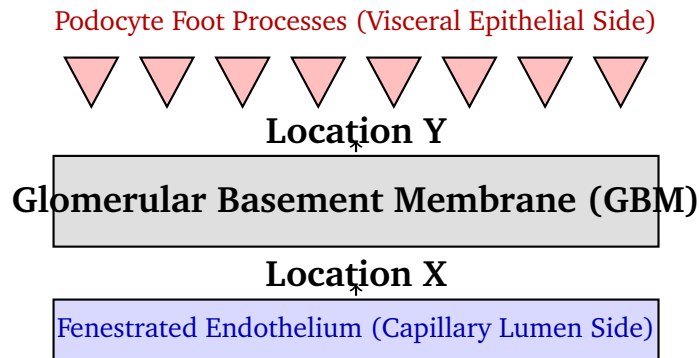 Podocyte Foot Processes (Visceral Epithelial Side)
Location Y
Glomerular Basement Membrane (GBM)
Location X
Fenestrated Endothelium (Capillary Lumen Side)